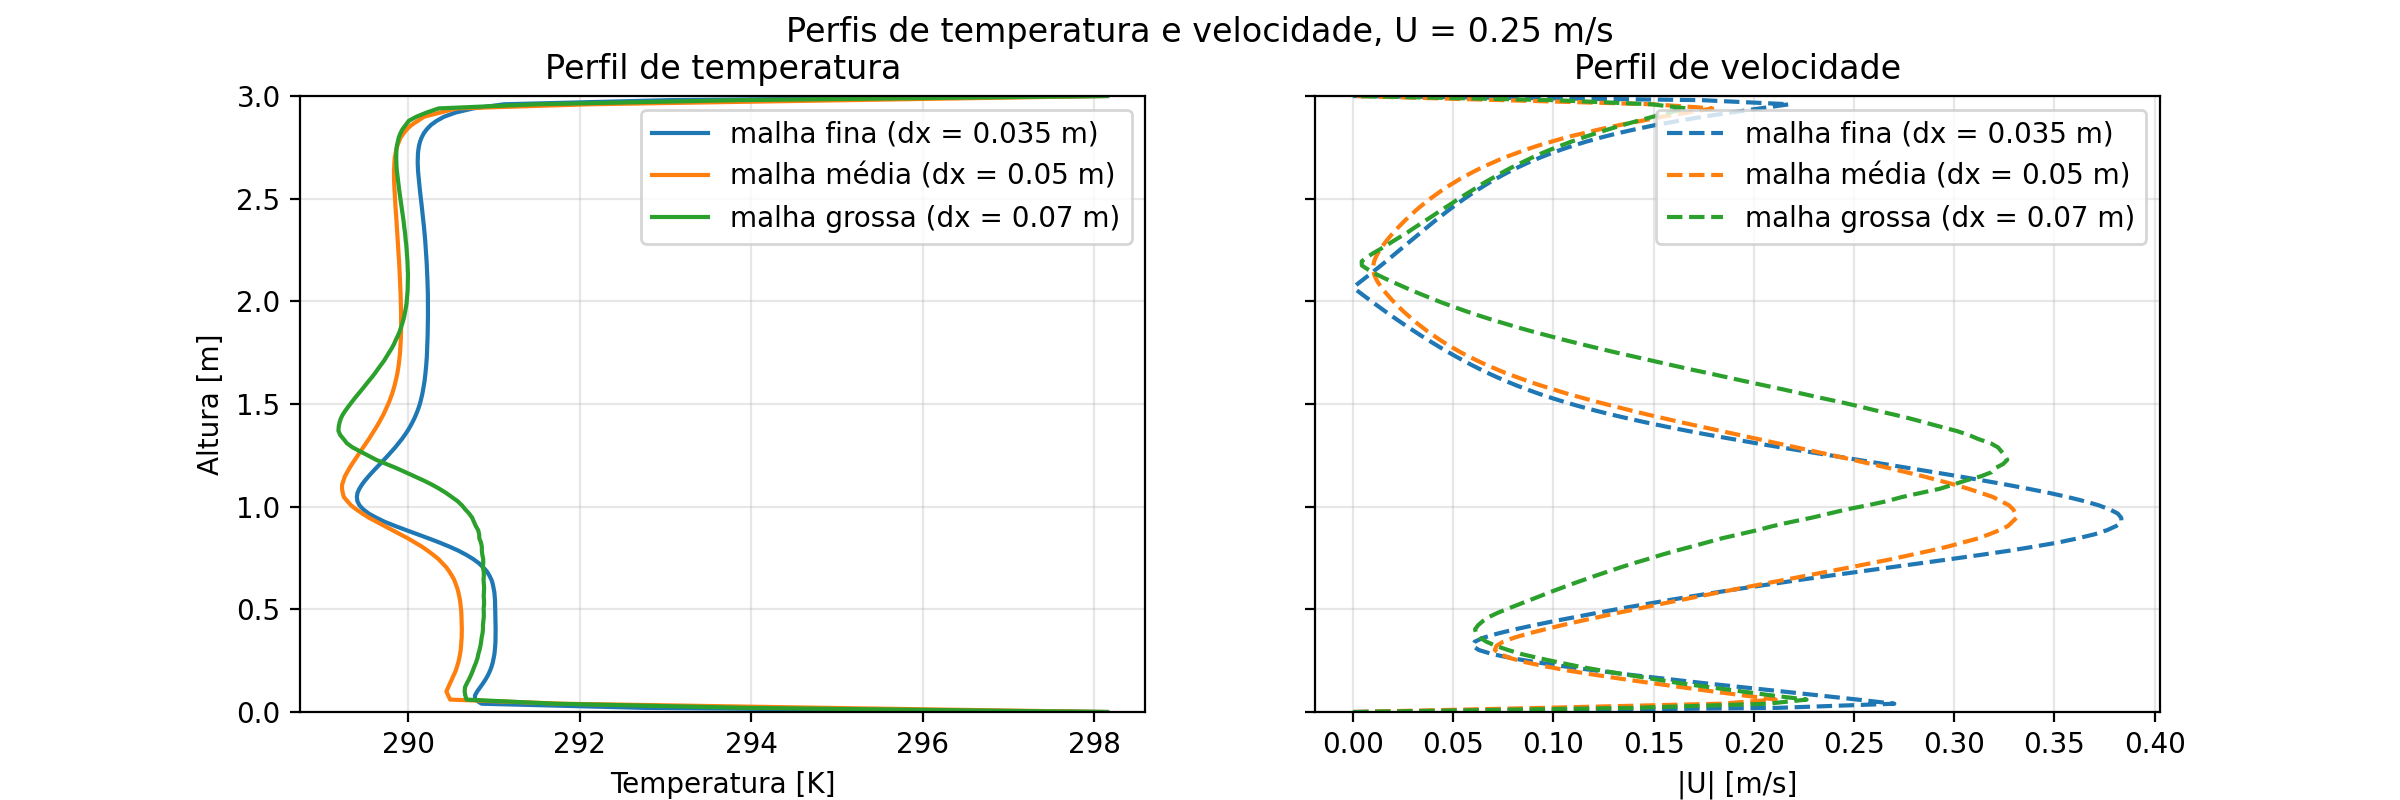 Perfis de temperatura e velocidade, U = 0.25 m/s
Perfil de temperatura
3.0
2.5
2.0
1.5
1.0
0.5
0.0
Altura [m]
malha fina (dx = 0.035 m)
malha média (dx = 0.05 m)
malha grossa (dx = 0.07 m)
290 292 294 296 298
Temperatura [K]
Perfil de velocidade
malha fina (dx = 0.035 m)
malha média (dx = 0.05 m)
malha grossa (dx = 0.07 m)
0.00 0.05 0.10 0.15 0.20 0.25 0.30 0.35 0.40
|U| [m/s]